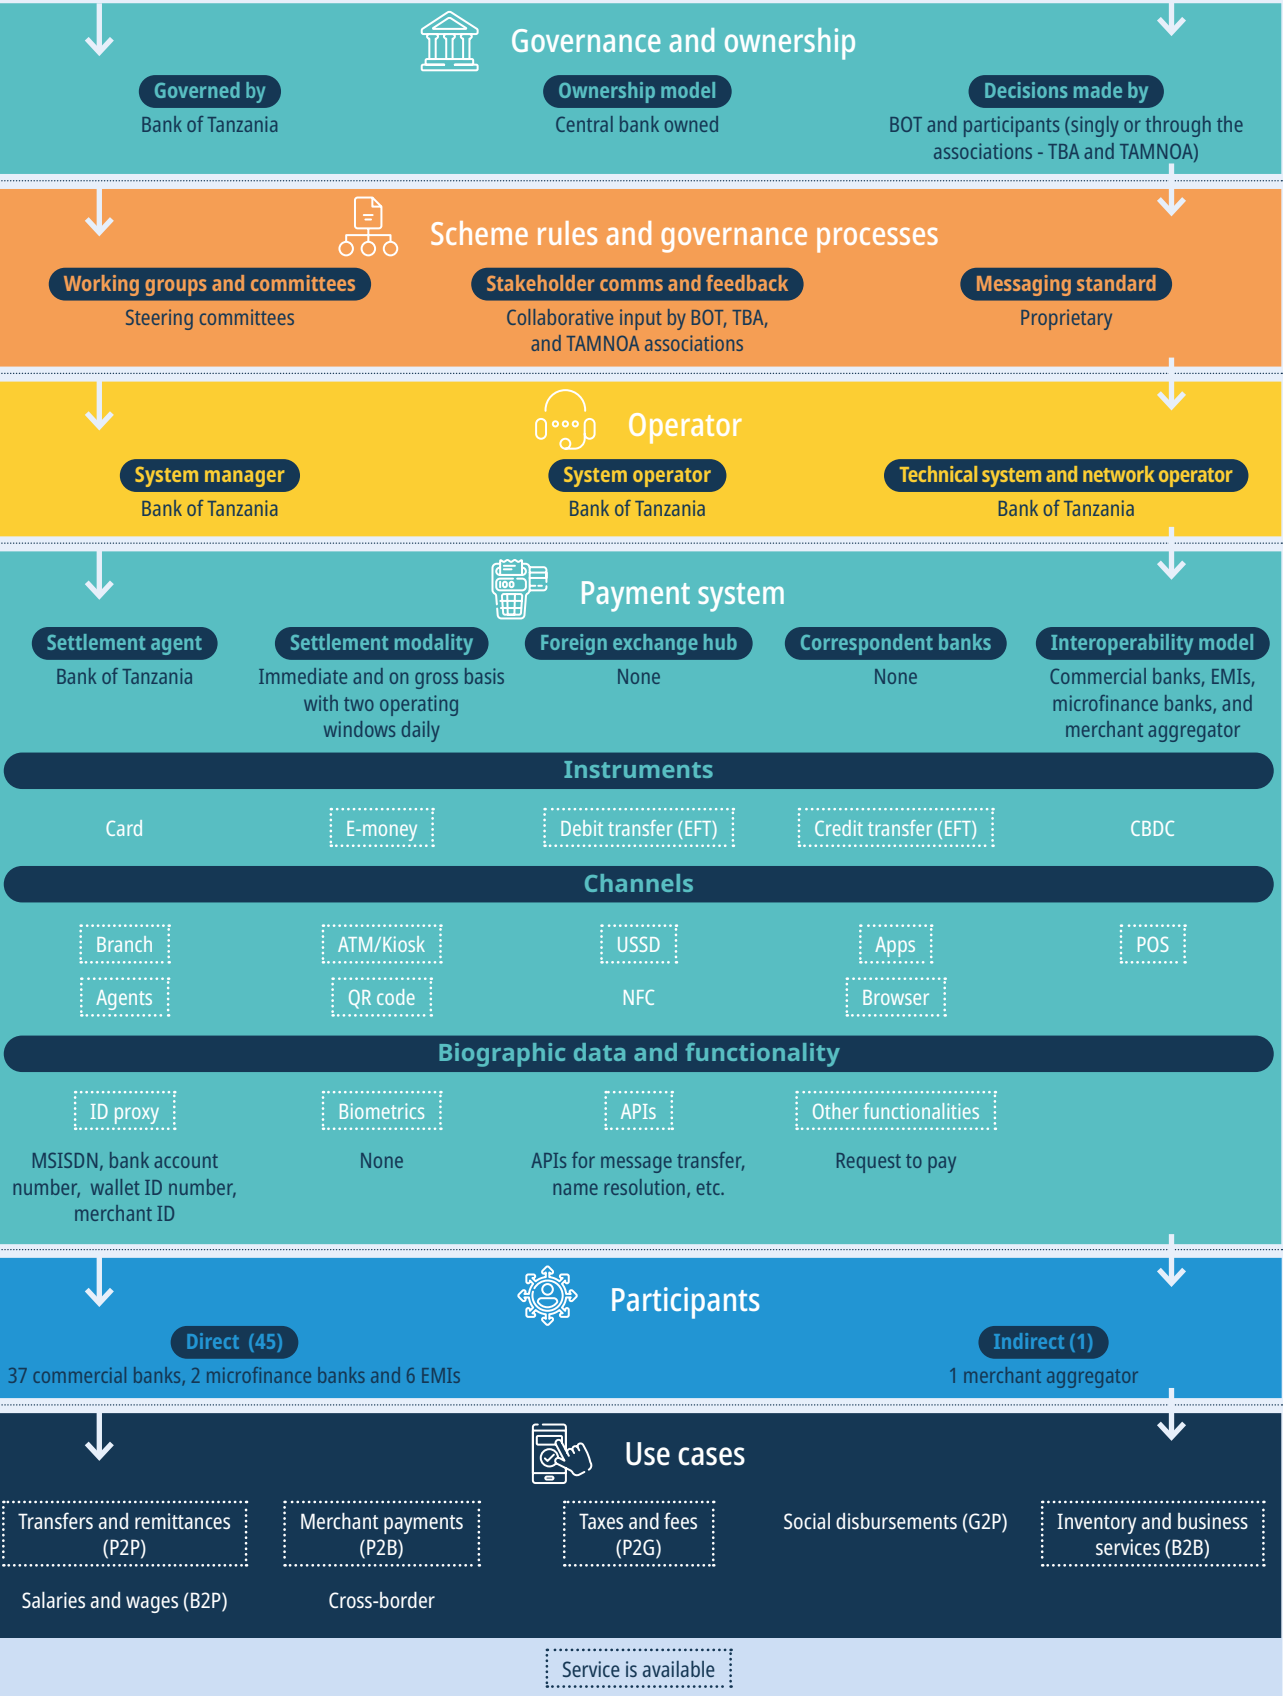 Governance and ownership
Governed by
Bank of Tanzania
Ownership model
Central bank owned
Decisions made by
BOT and participants (singly or through the
associations - TBA and TAMNOA)
Scheme rules and governance processes
Working groups and committees
Steering committees
Stakeholder comms and feedback
Collaborative input by BOT, TBA,
and TAMNOA associations
Messaging standard
Proprietary
Operator
System manager
Bank of Tanzania
System operator
Bank of Tanzania
Technical system and network operator
Bank of Tanzania
Payment system
Settlement agent
Bank of Tanzania
Settlement modality
Immediate and on gross basis
with two operating
windows daily
Foreign exchange hub
None
Correspondent banks
None
Interoperability model
Commercial banks, EMIs,
microfinance banks, and
merchant aggregator
Instruments
Card
E-money
Debit transfer (EFT)
Credit transfer (EFT)
CBDC
Channels
Branch
ATM/Kiosk
USSD
Apps
POS
Agents
QR code
NFC
Browser
Biographic data and functionality
ID proxy
MSISDN, bank account
number, wallet ID number,
merchant ID
Biometrics
None
APIs
APIs for message transfer,
name resolution, etc.
Other functionalities
Request to pay
Participants
Direct (45)
37 commercial banks, 2 microfinance banks and 6 EMIs
Indirect (1)
1 merchant aggregator
Use cases
Transfers and remittances
(P2P)
Merchant payments
(P2B)
Taxes and fees
(P2G)
Social disbursements (G2P)
Inventory and business
services (B2B)
Salaries and wages (B2P)
Cross-border
Service is available